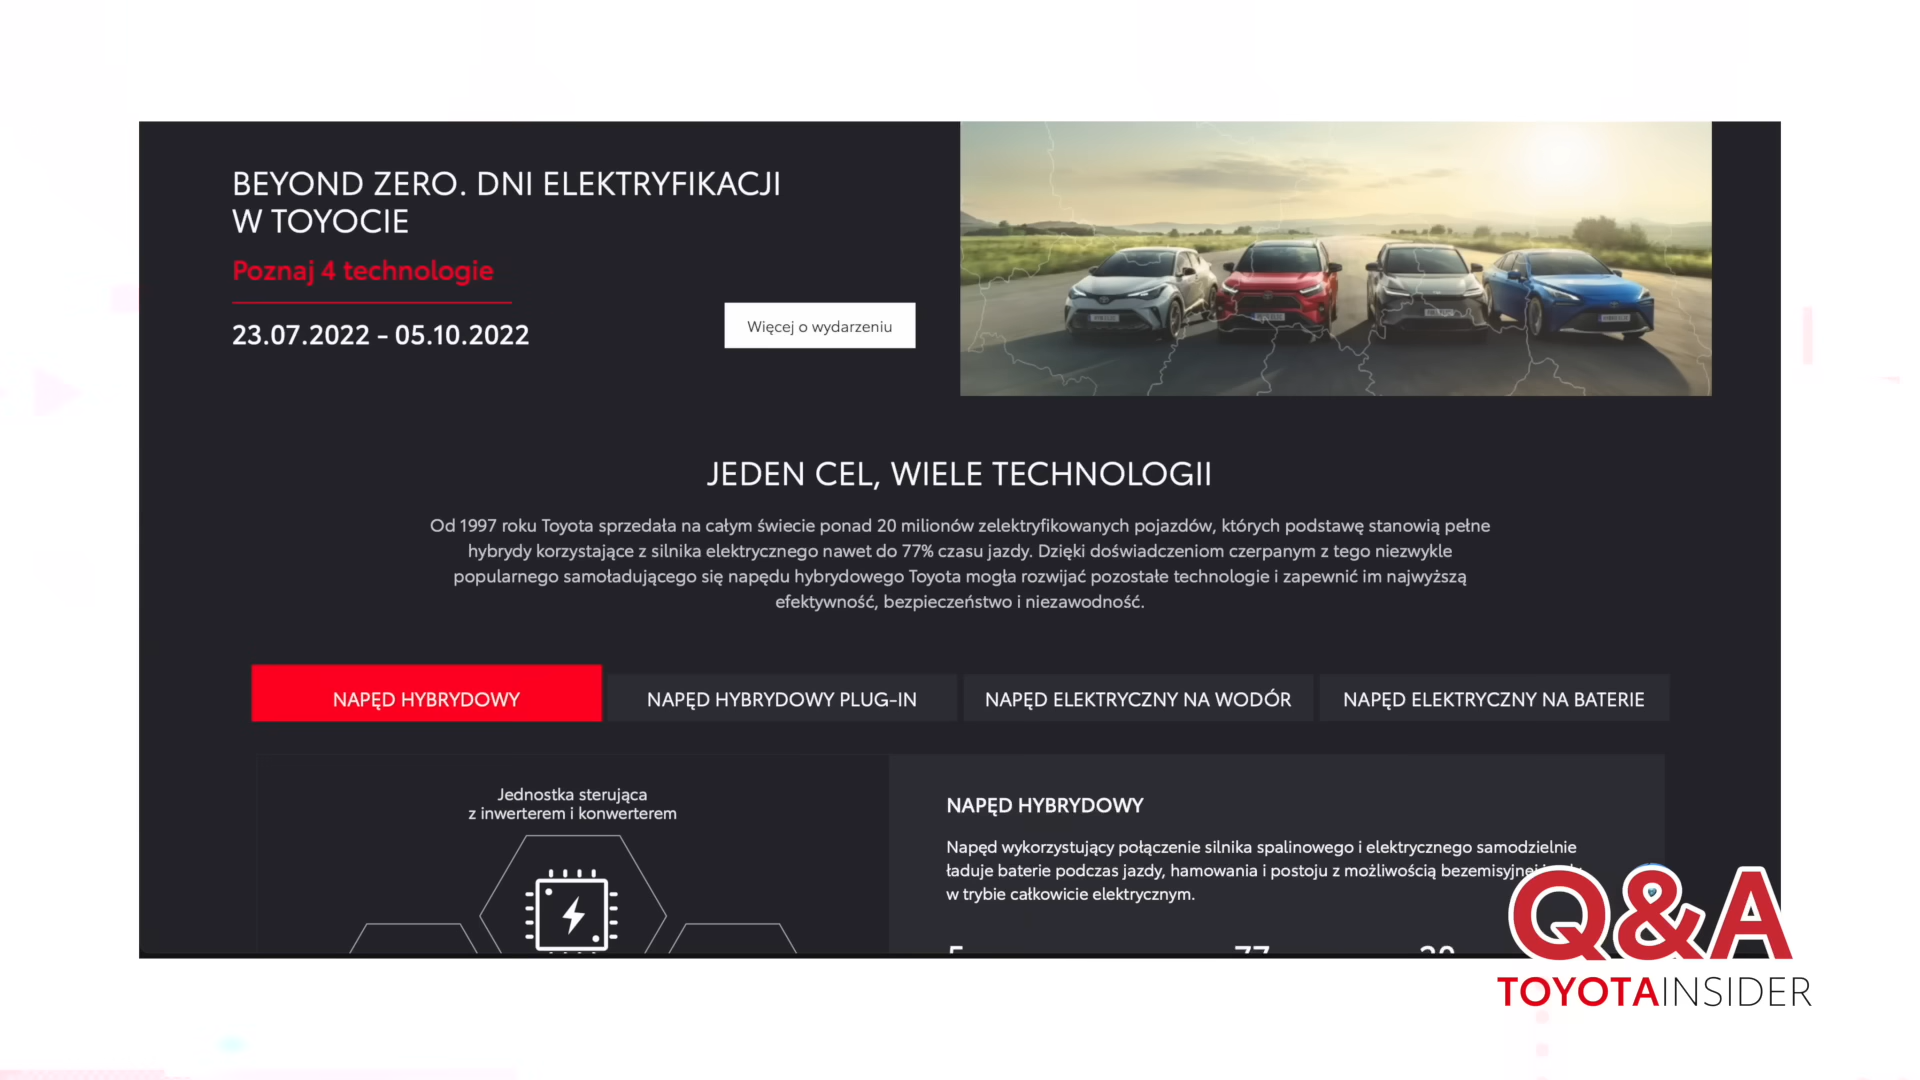 BEYOND ZERO. DNI ELEKTRYFIKACJI
W TOYOCIE
Poznaj 4 technologie
23.07.2022 - 05.10.2022
Więcej o wydarzeniu
JEDEN CEL, WIELE TECHNOLOGII
Od 1997 roku Toyota sprzedała na całym świecie ponad 20 milionów zelektryfikowanych pojazdów, których podstawę stanowią pełne
hybrydy korzystające z silnika elektrycznego nawet do 77% czasu jazdy. Dzięki doświadczeniom czerpanym z tego niezwykle
popularnego samoładującego się napędu hybrydowego Toyota mogła rozwijać pozostałe technologie i zapewnić im najwyższą
efektywność, bezpieczeństwo i niezawodność.
NAPĘD HYBRYDOWY
NAPĘD HYBRYDOWY PLUG-IN
NAPĘD ELEKTRYCZNY NA WODÓR
NAPĘD ELEKTRYCZNY NA BATERIE
Jednostka sterująca
z inwerterem i konwerterem
NAPĘD HYBRYDOWY
Napęd wykorzystujący połączenie silnika spalinowego i elektrycznego samodzielnie
ładuje baterie podczas jazdy, hamowania i postoju z możliwością bezemisyjnej
w trybie całkowicie elektrycznym.
Q&A
TOYOTAINSIDER